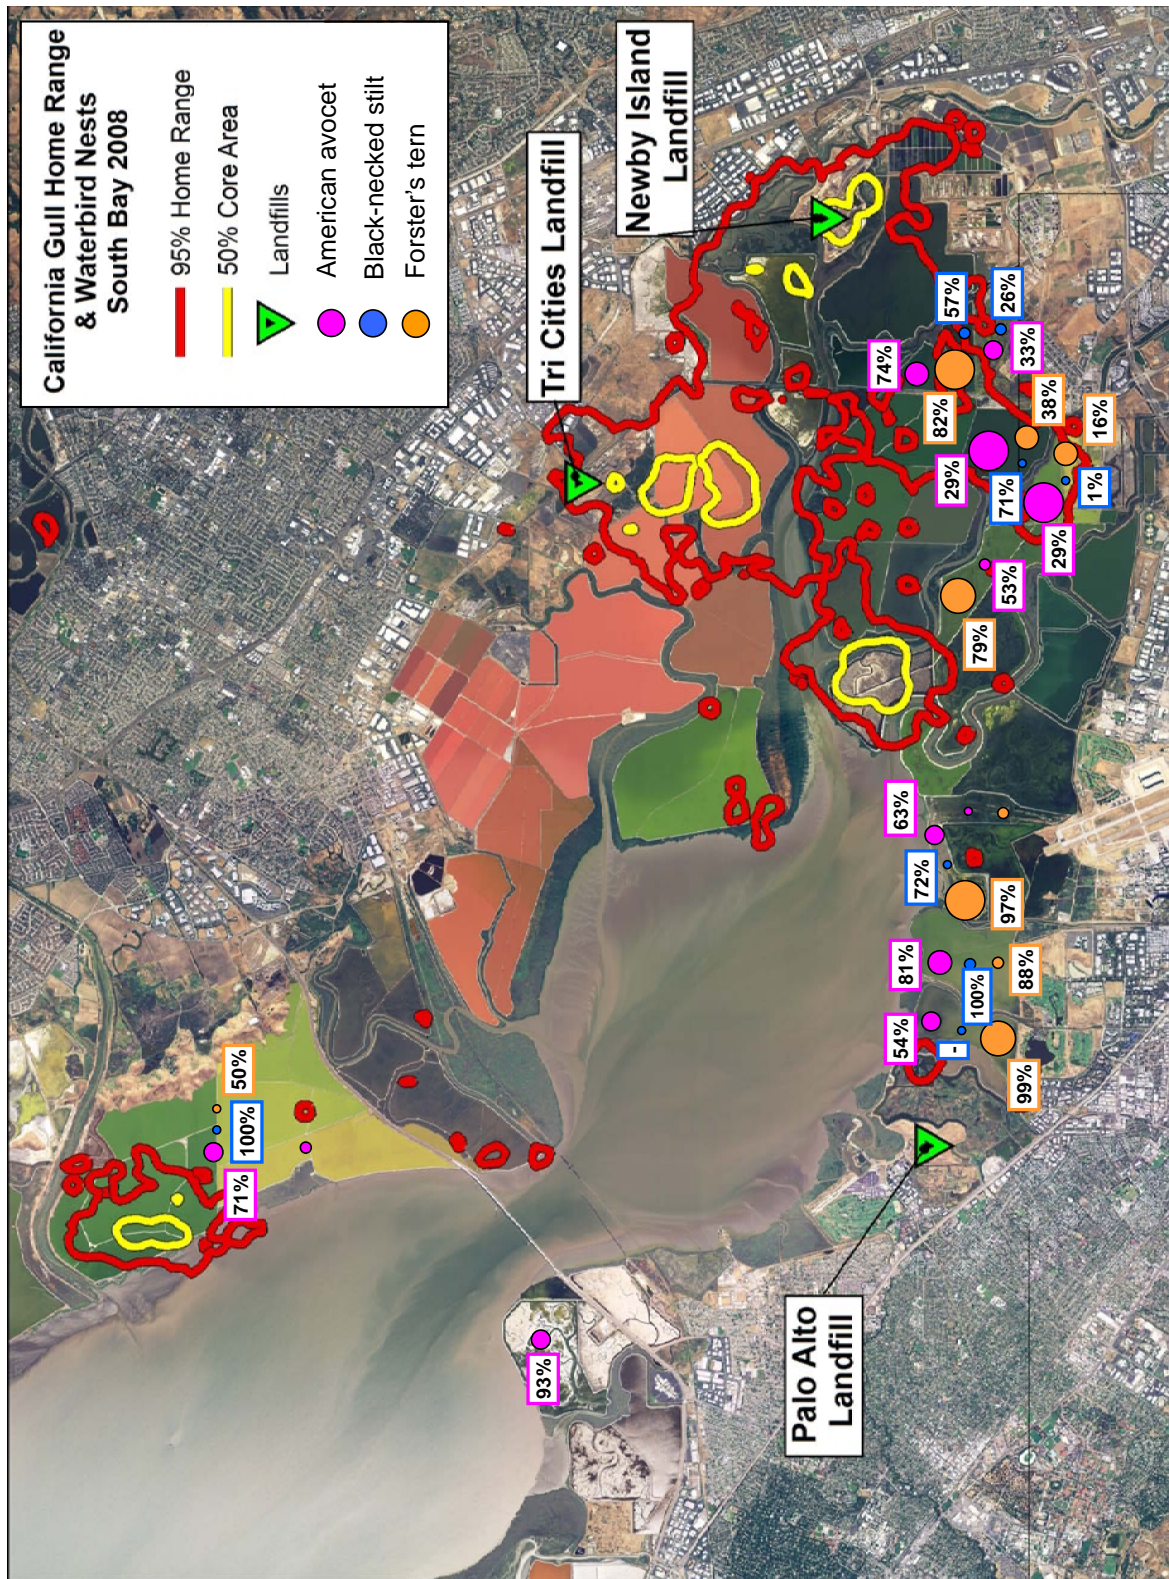 California Gull Home Range
& Waterbird Nests
South Bay 2008
95% Home Range
50% Core Area
Landfills
American avocet
Black-necked stilt
Forster's tern
Tri Cities Landfill
Newby Island
Landfill
Palo Alto
Landfill
71%
100%
50%
93%
54%
-
99%
81%
100%
88%
72%
97%
63%
79%
53%
29%
1%
16%
71%
38%
29%
82%
74%
57%
33%
26%